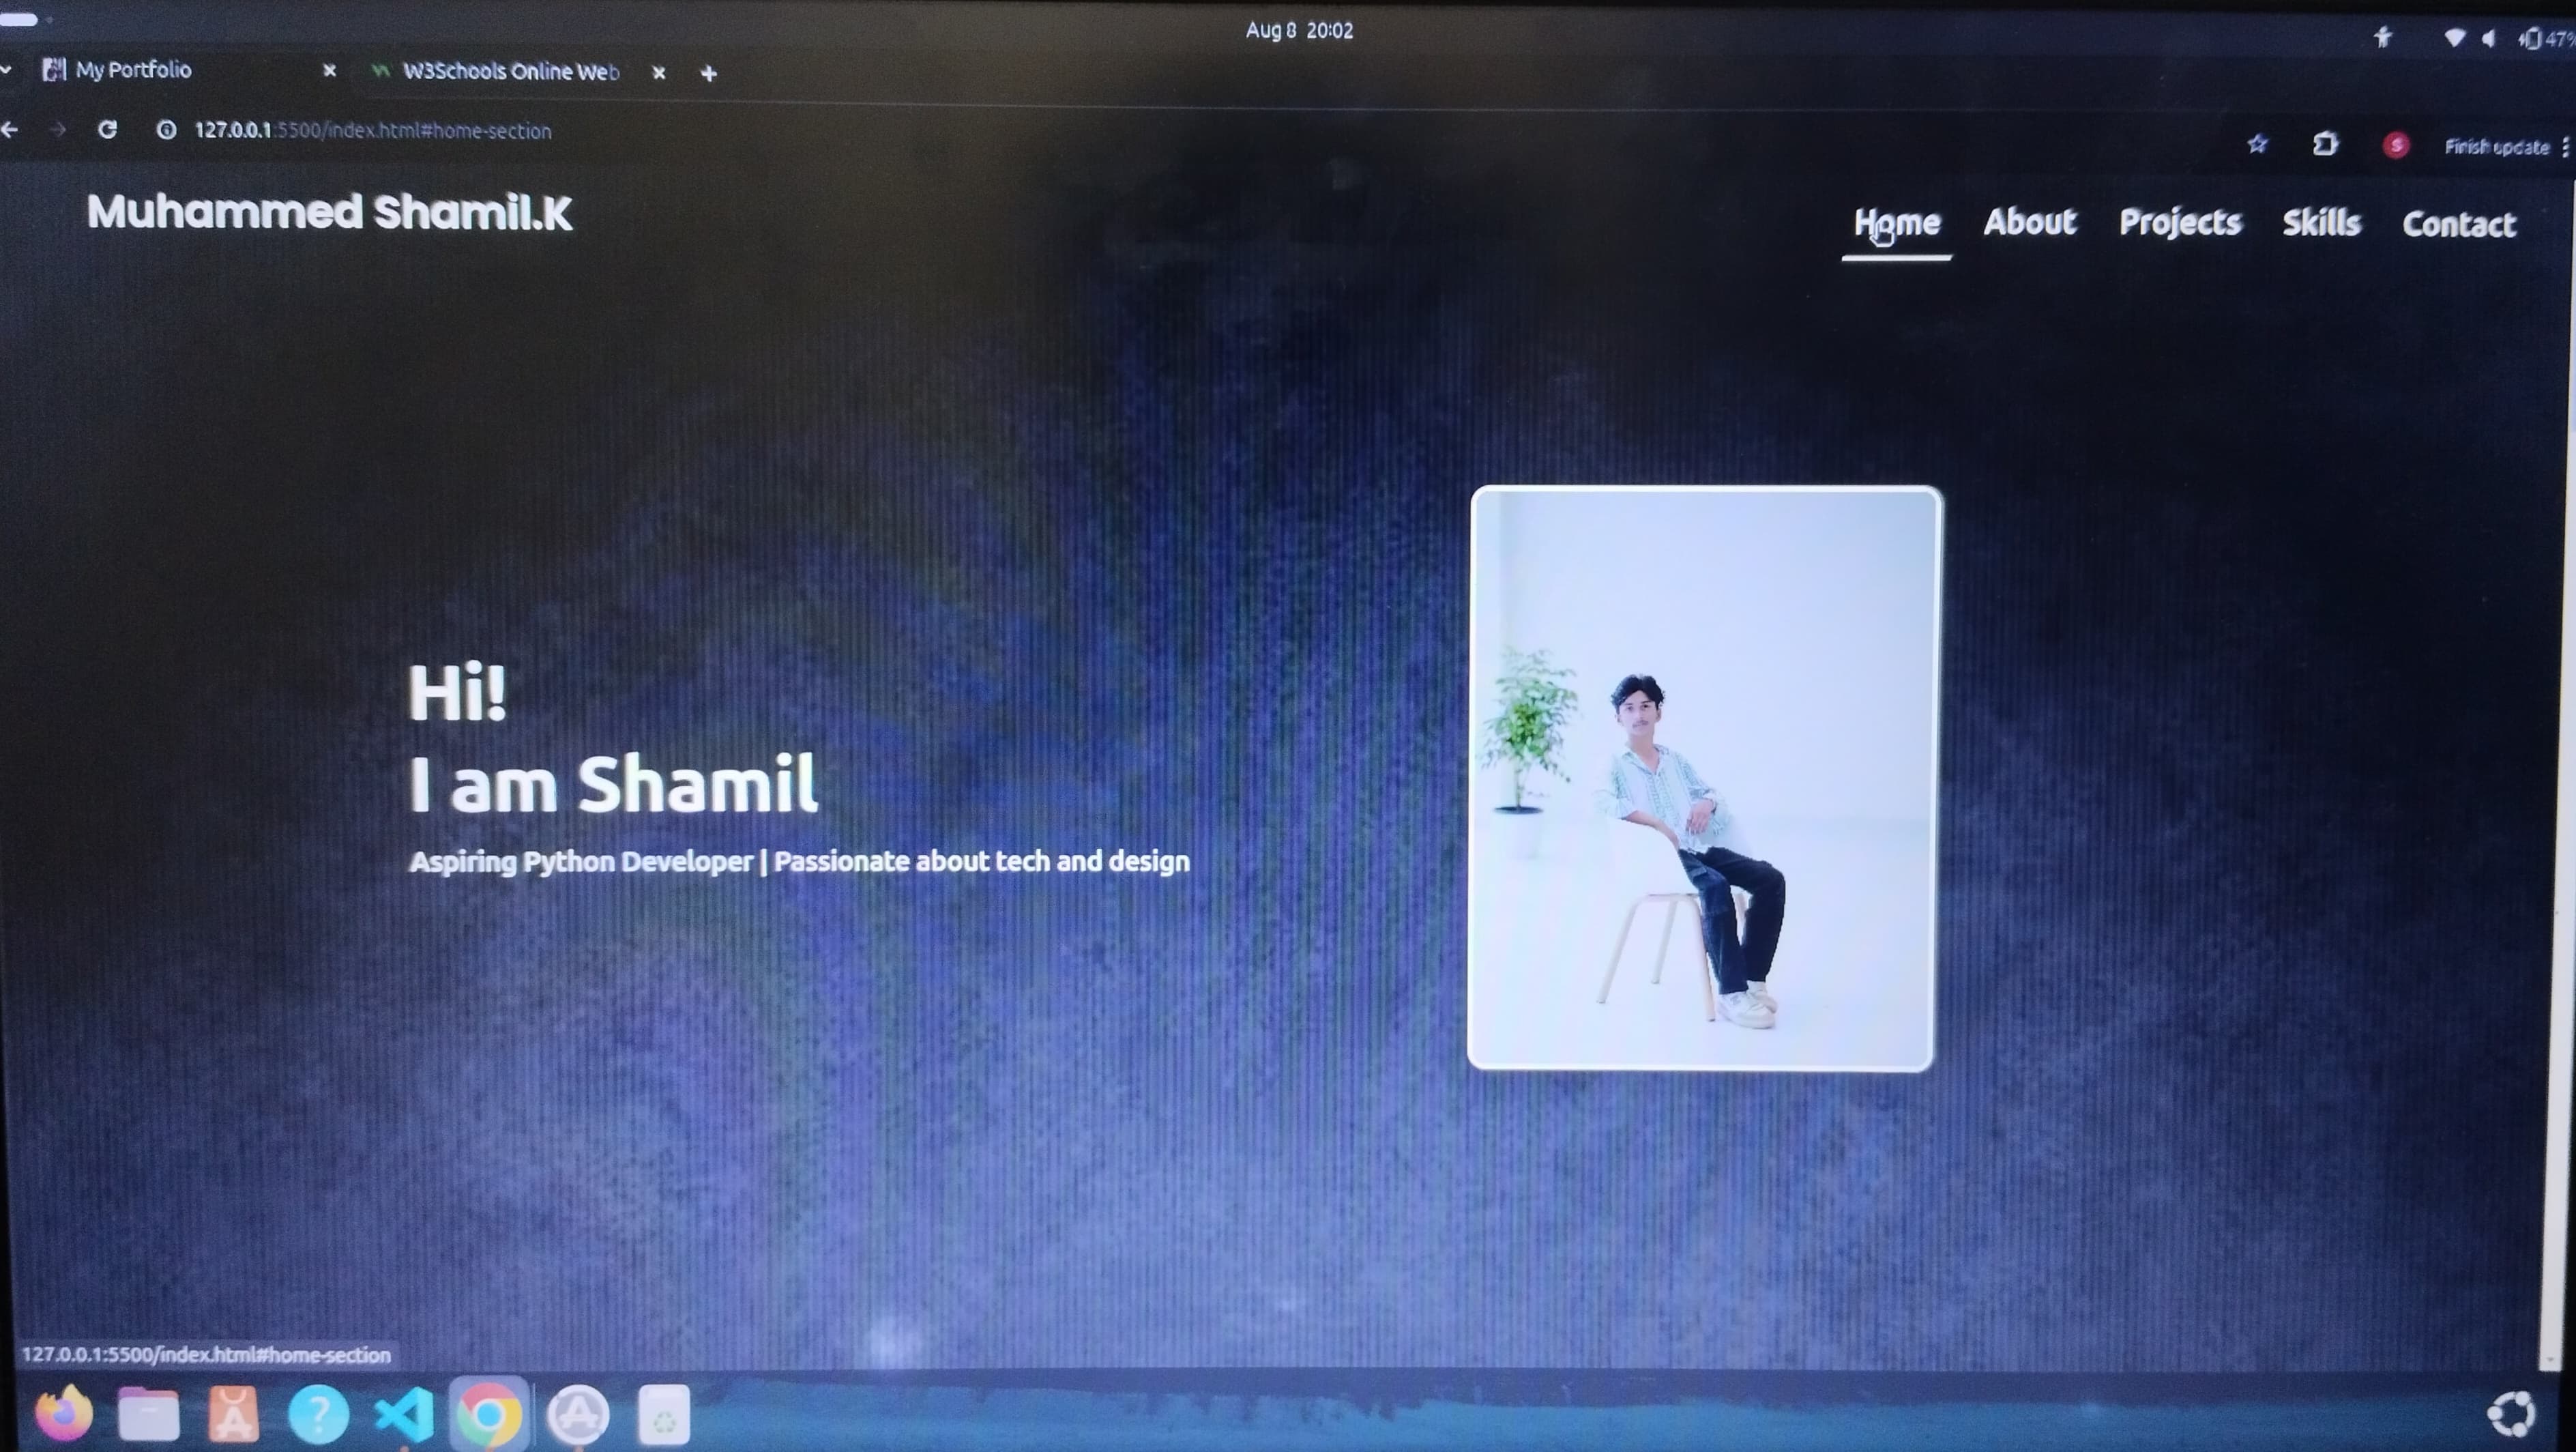 Aug 8 20:02
47%
My Portfolio
W3Schools Online Web
127.0.0.1:5500/index.html#home-section
S
Finish update
Muhammed Shamil.K
Home About Projects Skills Contact
Hi!
I am Shamil
Aspiring Python Developer | Passionate about tech and design
127.0.0.1:5500/index.html#home-section